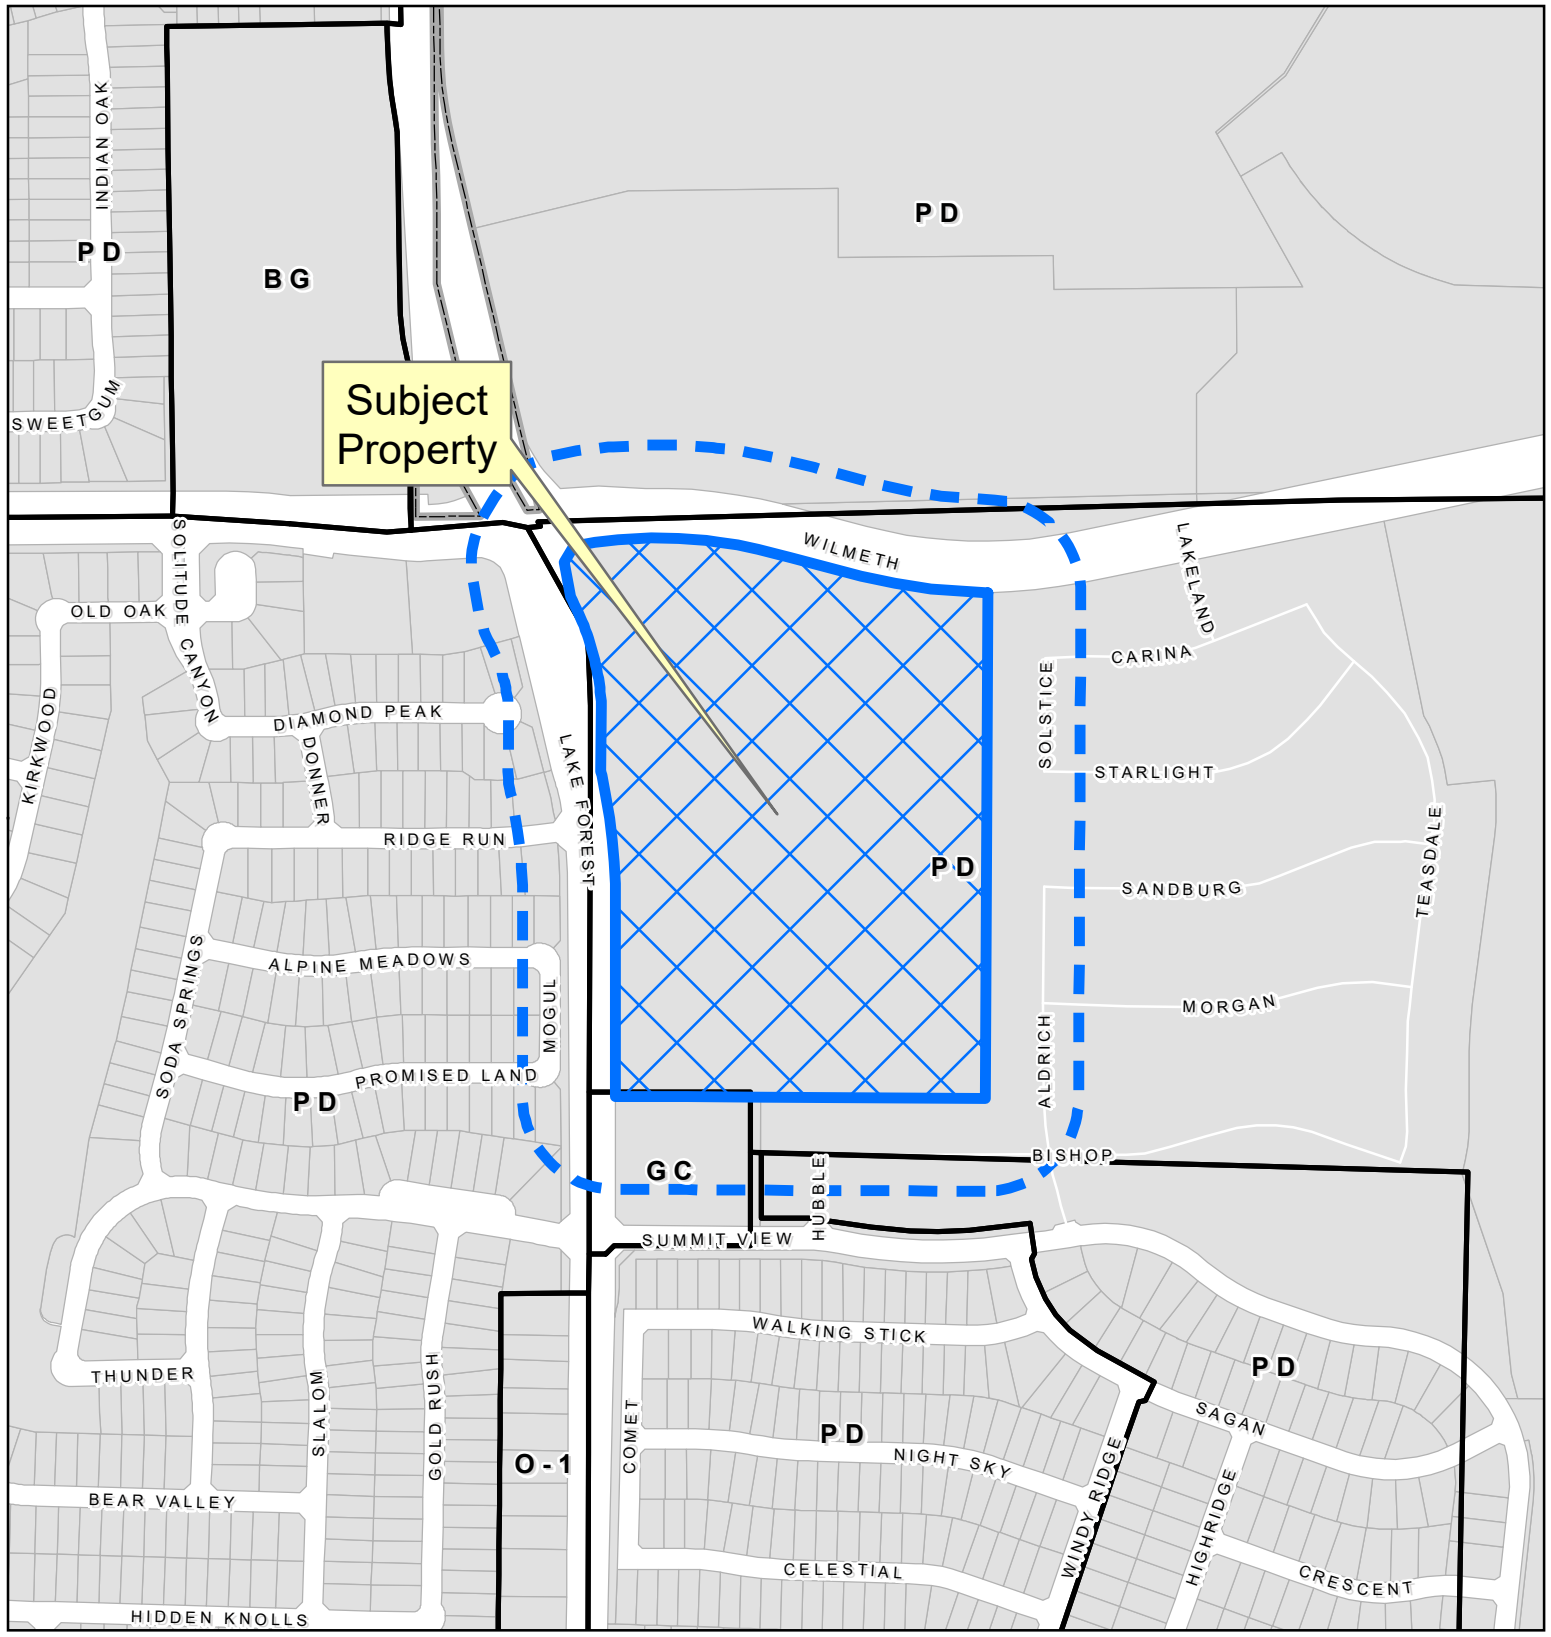 INDIAN OAK
PD
BG
PD
SWEETGUM
Subject
Property
SOLITUDE CANYON
OLD OAK
KIRKWOOD
DIAMOND PEAK
DONNER
RIDGE RUN
LAKE FOREST
WILMETH
LAKELAND
CARINA
SOLSTICE
STARLIGHT
TEASDALE
PD
SANDBURG
ALPINE MEADOWS
MOGUL
SODA SPRINGS
PROMISED LAND
PD
MORGAN
ALDRICH
BISHOP
GC
HUBBLE
SUMMIT VIEW
WALKING STICK
THUNDER
SLALOM
GOLD RUSH
COMET
PD
PD
SAGAN
NIGHT SKY
O-1
WINDY RIDGE
HIGHRIDGE
BEAR VALLEY
CELESTIAL
CRESCENT
HIDDEN KNOLLS